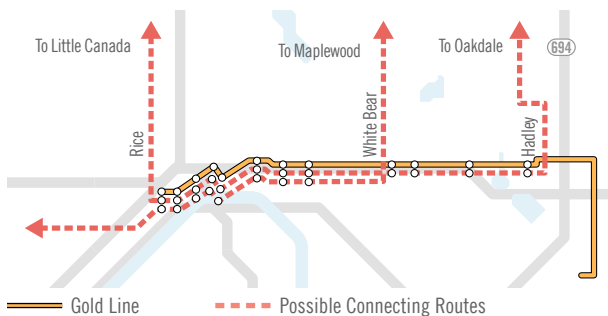 To Little Canada
To Maplewood
To Oakdale
694
Rice
White Bear
Hadley
Gold Line
Possible Connecting Routes